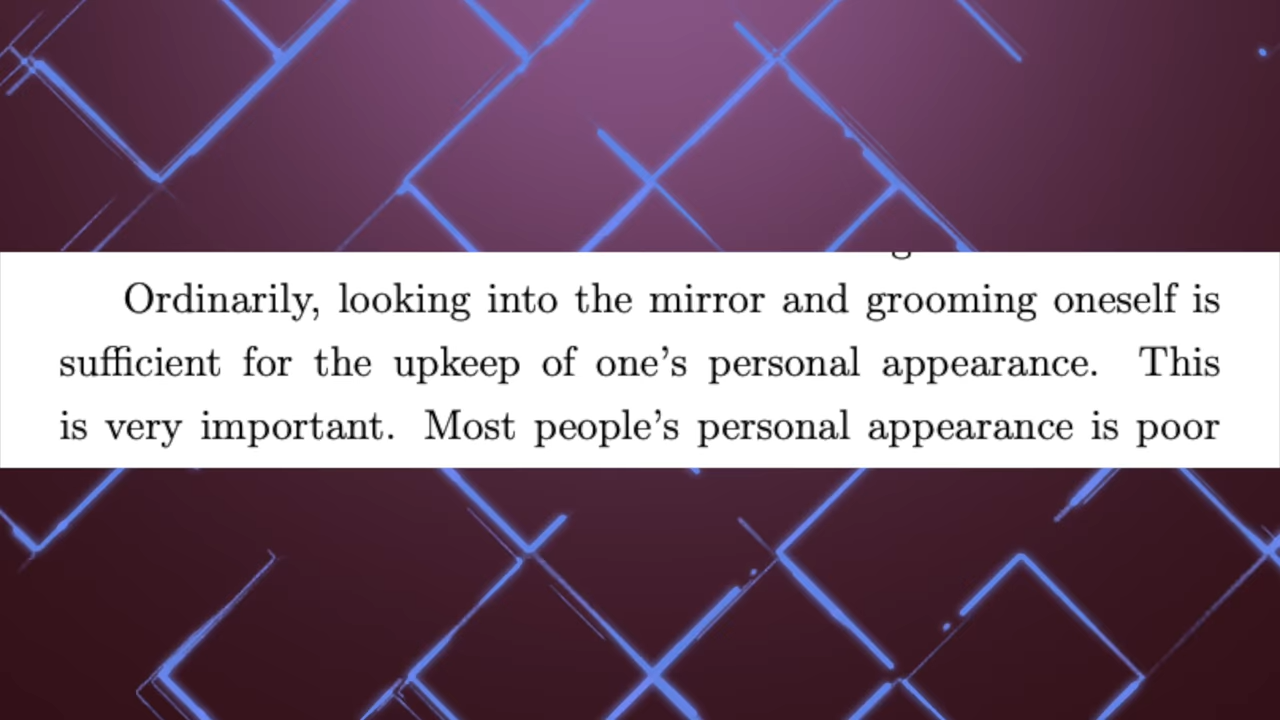 Ordinarily, looking into the mirror and grooming oneself is
sufficient for the upkeep of one's personal appearance. This
is very important. Most people's personal appearance is poor